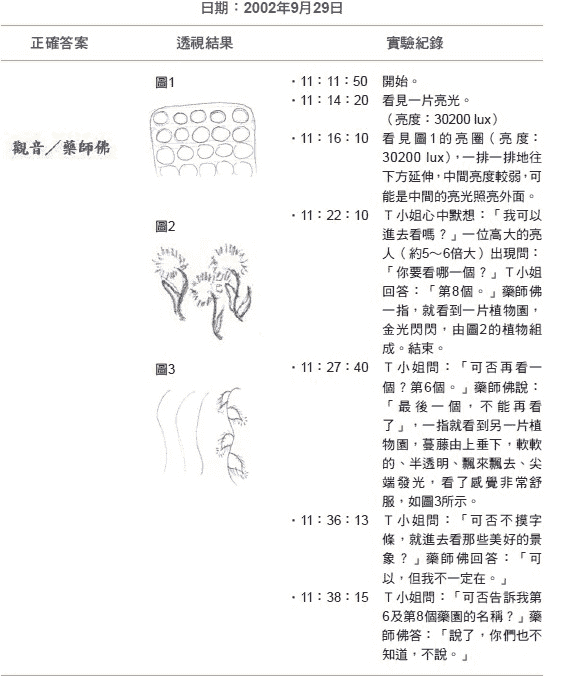 日期：2002年9月29日
正確答案 透視結果 實驗紀錄
觀音／藥師佛
圖1
圖2
圖3
・11：11：50 開始。
・11：14：20 看見一片亮光。
（亮度：30200 lux）
・11：16：10 看見圖1的亮圈（亮度：
30200 lux），一排一排地往
下方延伸，中間亮度較弱，可
能是中間的亮光照亮外面。
・11：22：10 Ｔ小姐心中默想：「我可以
進去看嗎？」一位高大的亮
人（約5～6倍大）出現問：
「你要看哪一個？」Ｔ小姐
回答：「第8個。」藥師佛
一指，就看到一片植物園，
金光閃閃，由圖2的植物組
成。結束。
・11：27：40 Ｔ小姐問：「可否再看一
個？第6個。」藥師佛說：
「最後一個，不能再看
了」，一指就看到另一片植
物園，蔓藤由上垂下，軟軟
的、半透明、飄來飄去、尖
端發光，看了感覺非常舒
服，如圖3所示。
・11：36：13 Ｔ小姐問：「可否不摸字
條，就進去看那些美好的景
象？」藥師佛回答：「可
以，但我不一定在。」
・11：38：15 Ｔ小姐問：「可否告訴我第
6及第8個藥園的名稱？」藥
師佛答：「說了，你們也不
知道，不說。」